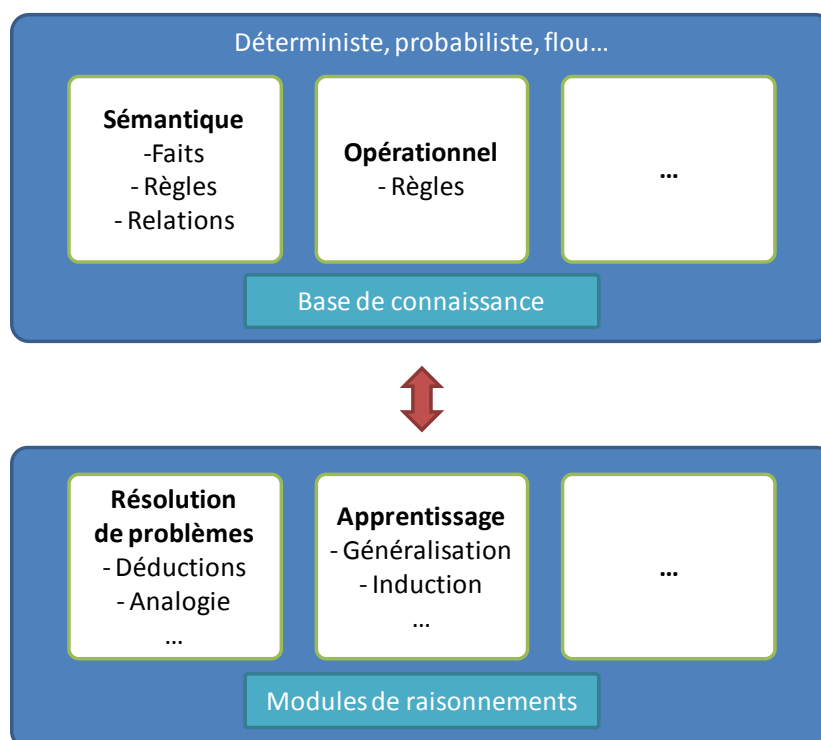 Déterministe, probabiliste, flou…
Sémantique
-Faits
- Règles
- Relations
Opérationnel
- Règles
…
Base de connaissance
Résolution
de problèmes
- Déductions
- Analogie
…
Apprentissage
- Généralisation
- Induction
…
…
Modules de raisonnements